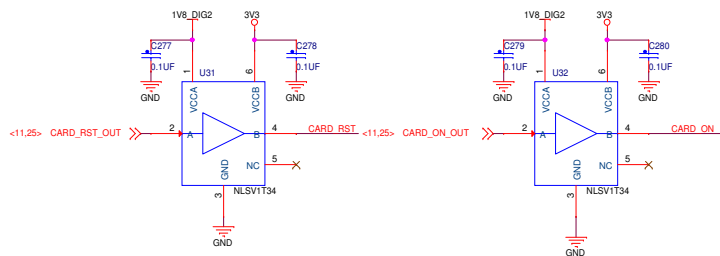 1V8_DIG2
3V3
C277
0.1UF
GND
C278
0.1UF
GND
U31
1
6
VCCA
VCCB
<11,25> CARD_RST_OUT
2
A
B
4
CARD_RST
NC
5
GND
3
NLSV1T34
GND
1V8_DIG2
3V3
C279
0.1UF
GND
C280
0.1UF
GND
U32
1
6
VCCA
VCCB
<11,25> CARD_ON_OUT
2
A
B
4
CARD_ON
NC
5
GND
3
NLSV1T34
GND